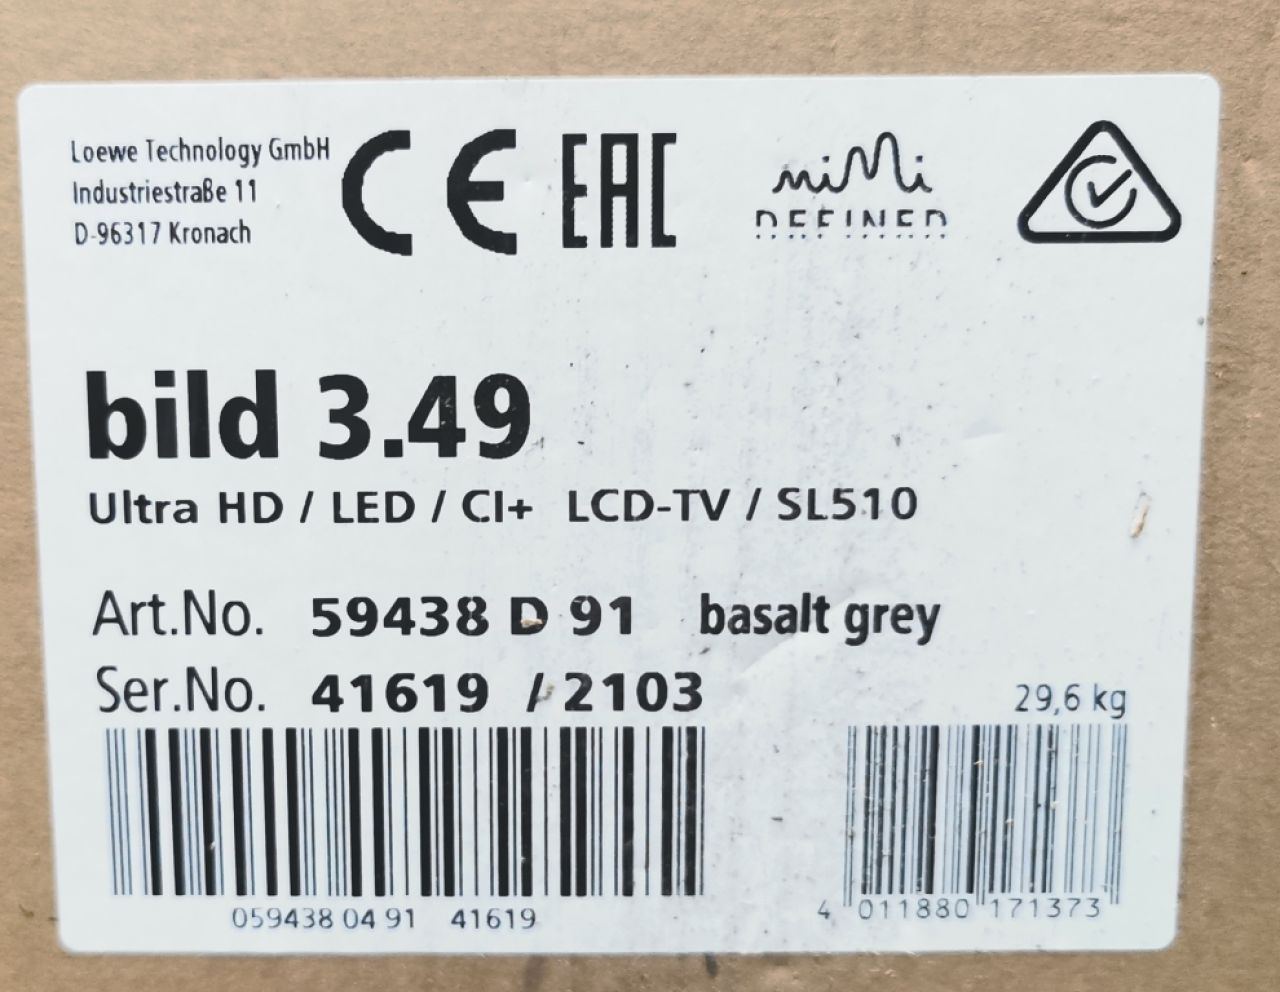 Loewe Technology GmbH
Industriestraße 11
D-96317 Kronach
CE
EAC
mimi
DEFINED
bild 3.49
Ultra HD / LED / CI+ LCD-TV / SL510
Art.No. 59438 D 91 basalt grey
Ser.No. 41619 / 2103
29,6 kg
059438 04 91 41619
4 011880 171373